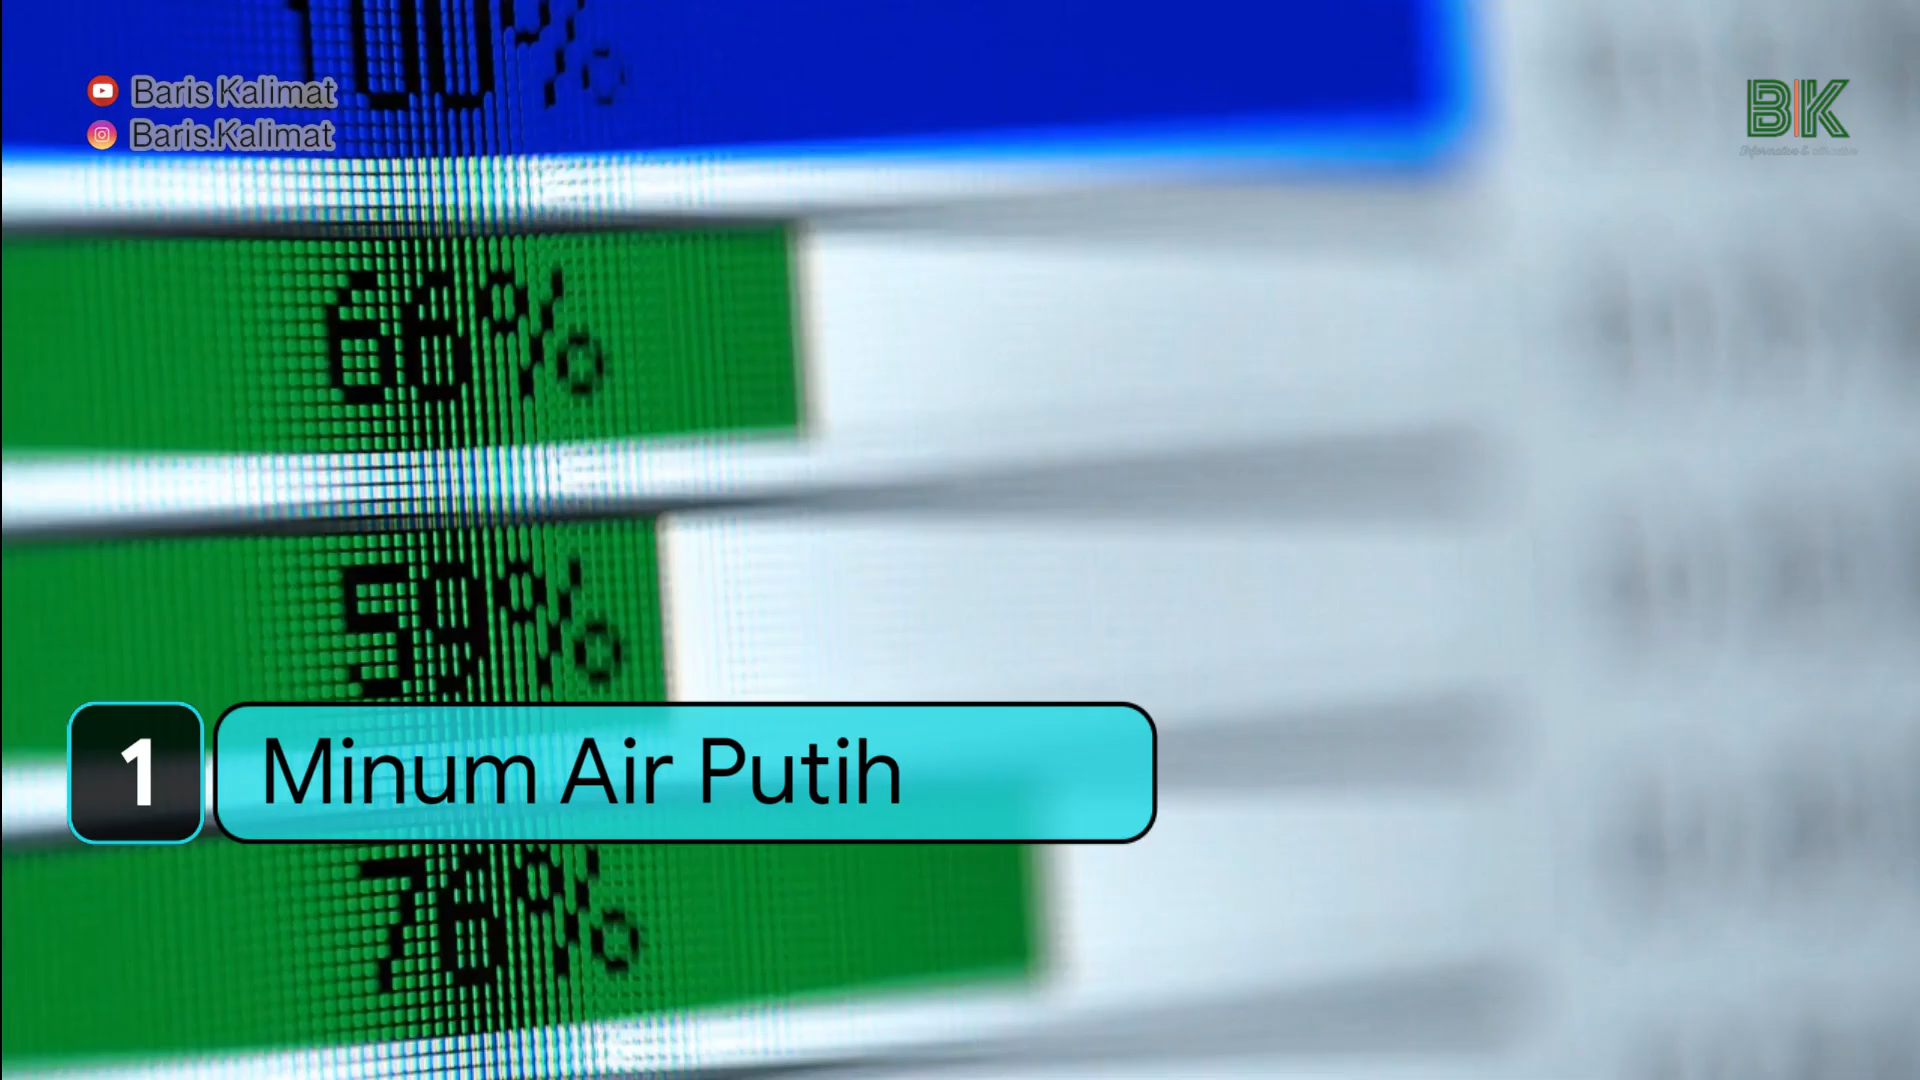 100%
Baris Kalimat
Baris.Kalimat
BK
66%
59%
1
Minum Air Putih
76%